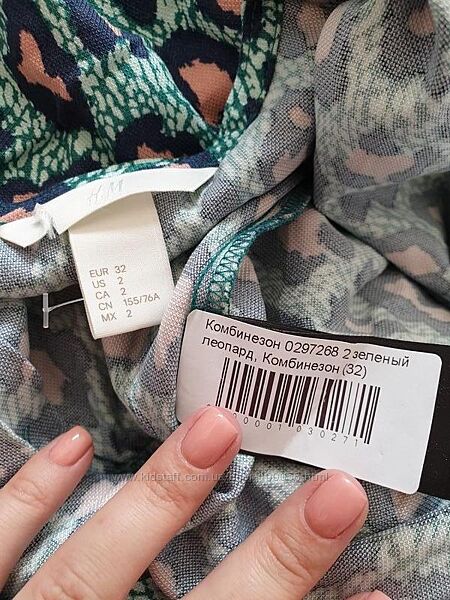 H&M
EUR 32
US 2
CA 2
CN 155/76A
MX 2
Комбинезон 0297268 2зеленый
леопард, Комбинезон (32)